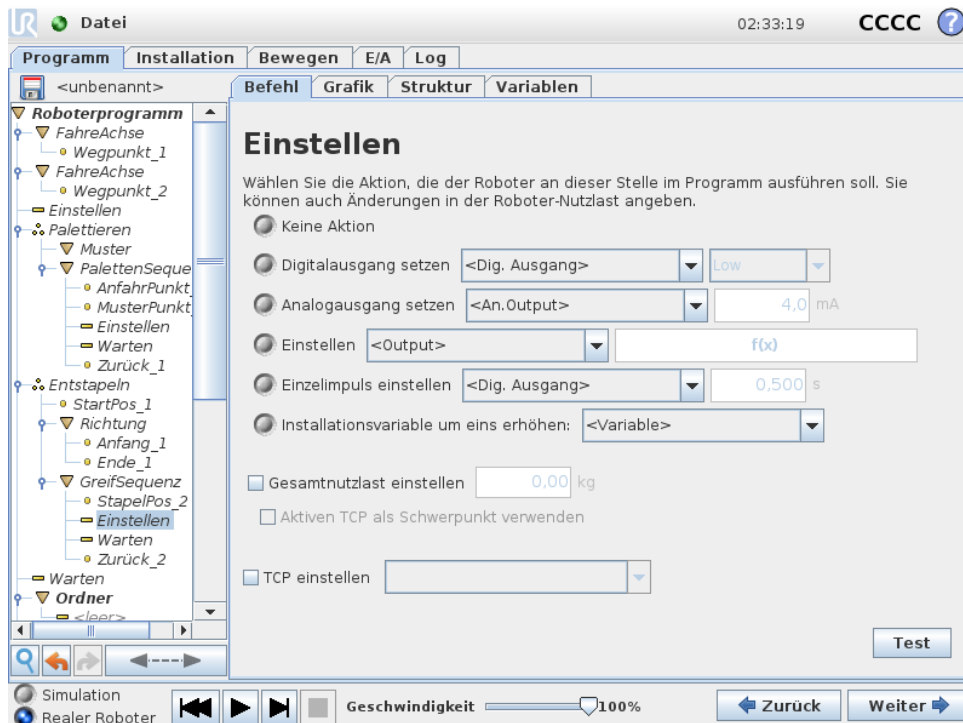 UR Datei 02:33:19 CCCC ?
Programm Installation Bewegen E/A Log
<unbenannt> Befehl Grafik Struktur Variablen
Roboterprogramm
FahreAchse
Wegpunkt_1
FahreAchse
Wegpunkt_2
Einstellen
Palettieren
Muster
PalettenSeque
AnfahrPunkt_
MusterPunkt_
Einstellen
Warten
Zurück_1
Entstapeln
StartPos_1
Richtung
Anfang_1
Ende_1
GreifSequenz
StapelPos_2
Einstellen
Warten
Zurück_2
Warten
Ordner
<leer>
Einstellen
Wählen Sie die Aktion, die der Roboter an dieser Stelle im Programm ausführen soll. Sie
können auch Änderungen in der Roboter-Nutzlast angeben.
Keine Aktion
Digitalausgang setzen <Dig. Ausgang> Low
Analogausgang setzen <An.Output> 4,0 mA
Einstellen <Output> f(x)
Einzelimpuls einstellen <Dig. Ausgang> 0,500 s
Installationsvariable um eins erhöhen: <Variable>
Gesamtnutzlast einstellen 0,00 kg
Aktiven TCP als Schwerpunkt verwenden
TCP einstellen
Test
Simulation
Realer Roboter
Geschwindigkeit 100% Zurück Weiter